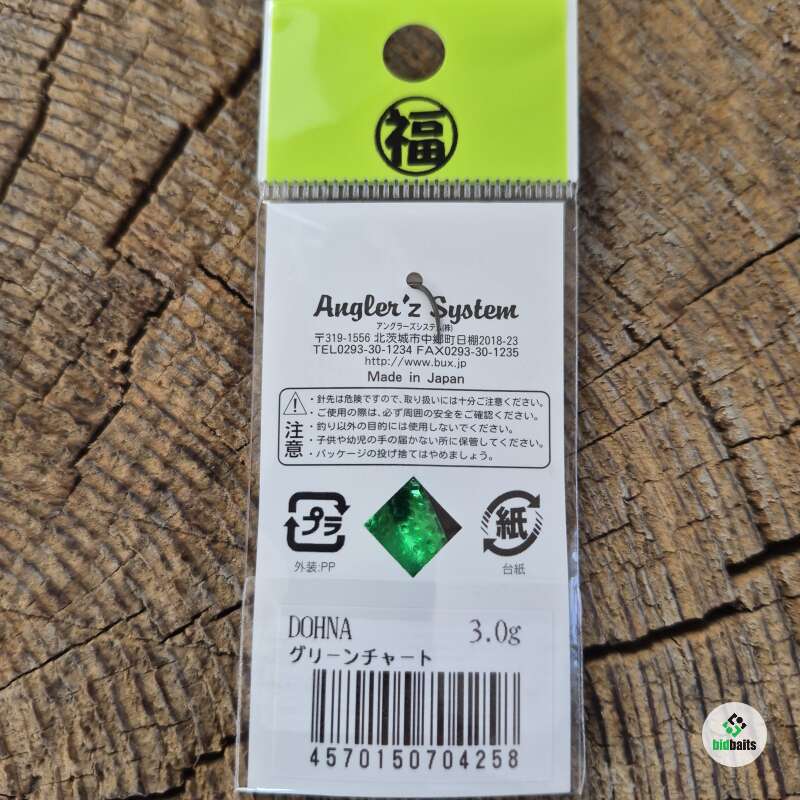 福
Angler'z System
アングラーズシステム(株)
〒319-1556 北茨城市中郷町日棚2018-23
TEL0293-30-1234 FAX0293-30-1235
http://www.bux.jp
Made in Japan
注意
・針先は危険ですので、取り扱いには十分ご注意ください。
・ご使用の際は、必ず周囲の安全をご確認ください。
・釣り以外の目的には使用しないでください。
・子供や幼児の手の届かない所に保管してください。
・パッケージの投げ捨てはやめましょう。
プラ
紙
外装:PP
台紙
DOHNA 3.0g
グリーンチャート
4570150704258
bidbaits